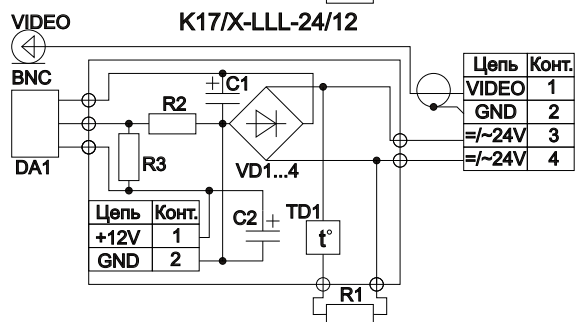 VIDEO
K17/X-LLL-24/12
BNC
DA1
C1
R2
R3
VD1...4
Цепь Конт.
VIDEO 1
GND 2
=/~24V 3
=/~24V 4
Цепь Конт.
+12V 1
GND 2
C2
TD1
t°
R1